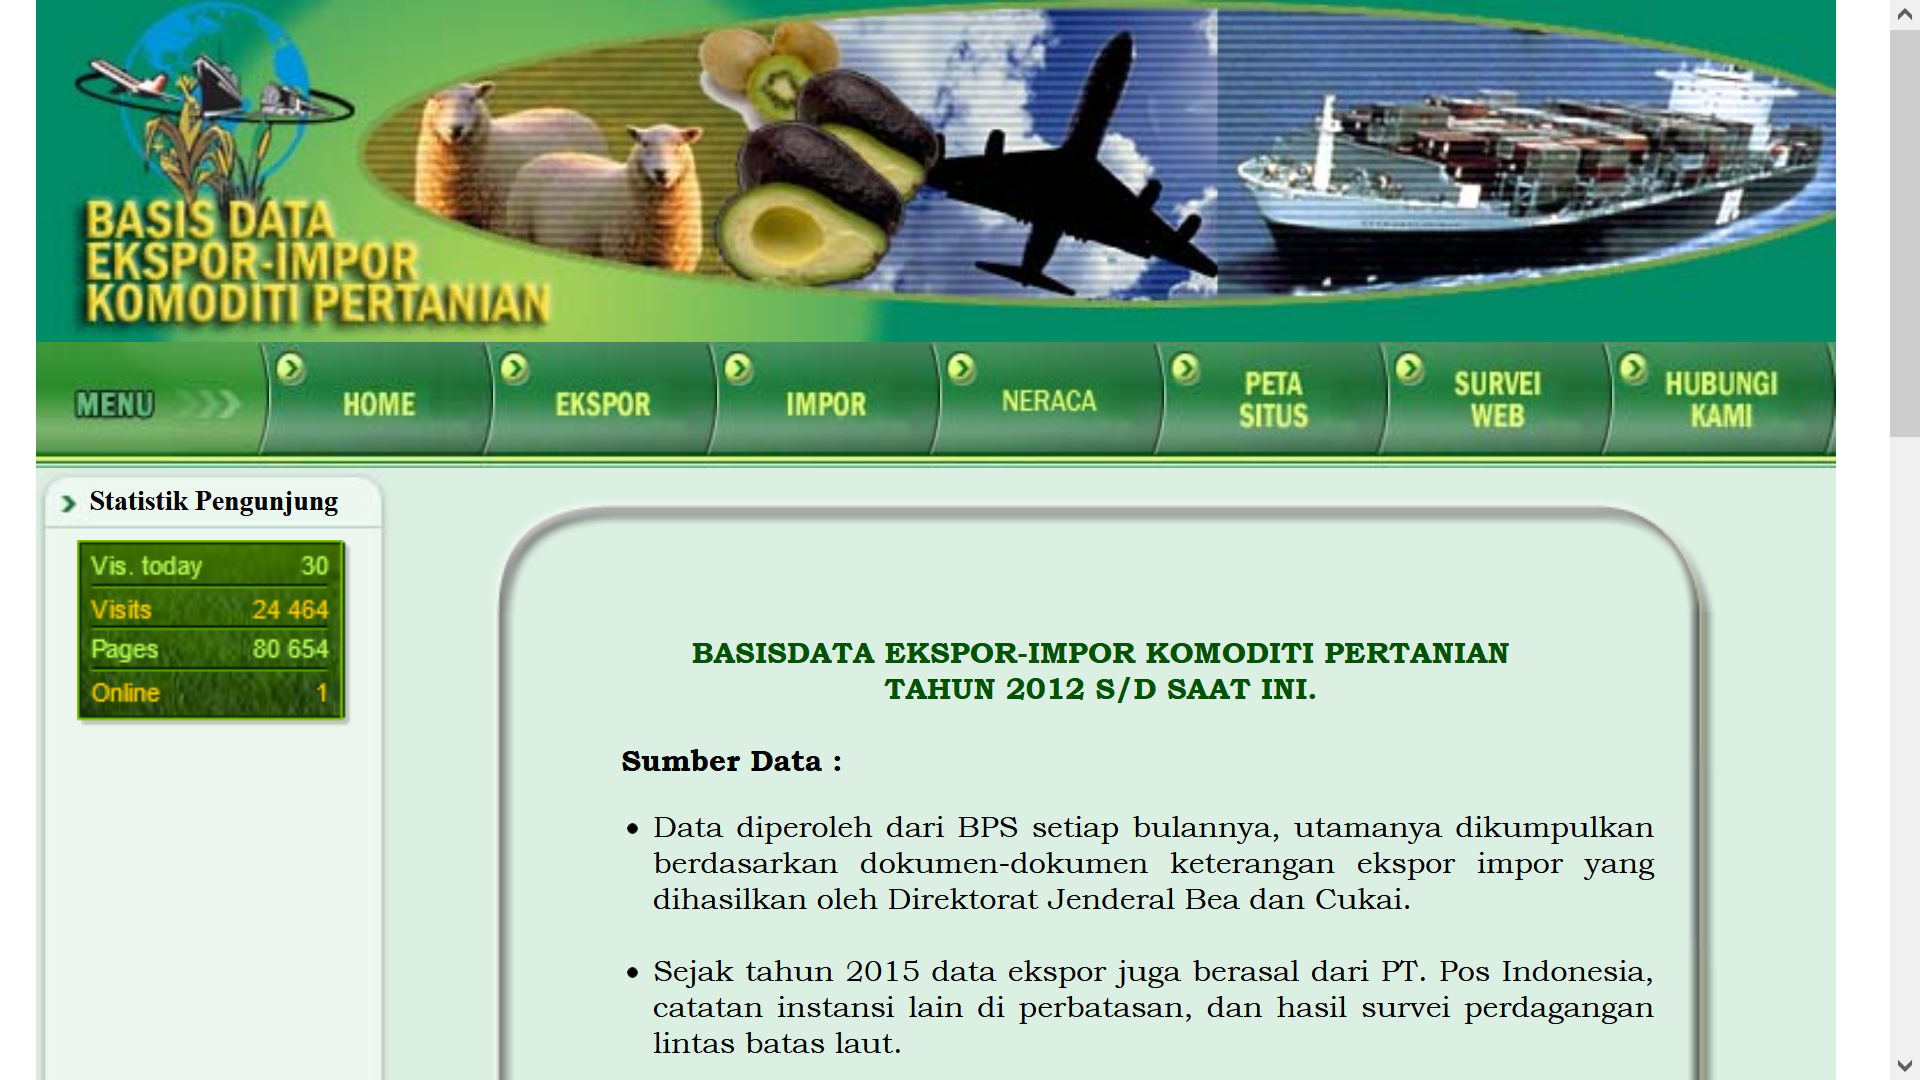 BASIS DATA
EKSPOR-IMPOR
KOMODITI PERTANIAN
MENU
HOME
EKSPOR
IMPOR
NERACA
PETA
SITUS
SURVEI
WEB
HUBUNGI
KAMI
Statistik Pengunjung
Vis. today 30
Visits 24 464
Pages 80 654
Online 1
BASISDATA EKSPOR-IMPOR KOMODITI PERTANIAN
TAHUN 2012 S/D SAAT INI.
Sumber Data :
• Data diperoleh dari BPS setiap bulannya, utamanya dikumpulkan
berdasarkan dokumen-dokumen keterangan ekspor impor yang
dihasilkan oleh Direktorat Jenderal Bea dan Cukai.
• Sejak tahun 2015 data ekspor juga berasal dari PT. Pos Indonesia,
catatan instansi lain di perbatasan, dan hasil survei perdagangan
lintas batas laut.